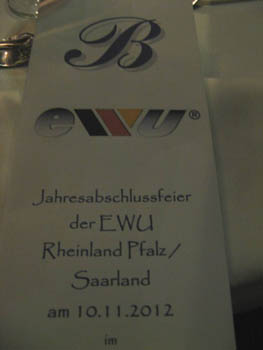 B
ewu®
Jahresabschlussfeier
der EWU
Rheinland Pfalz /
Saarland
am 10.11.2012
im